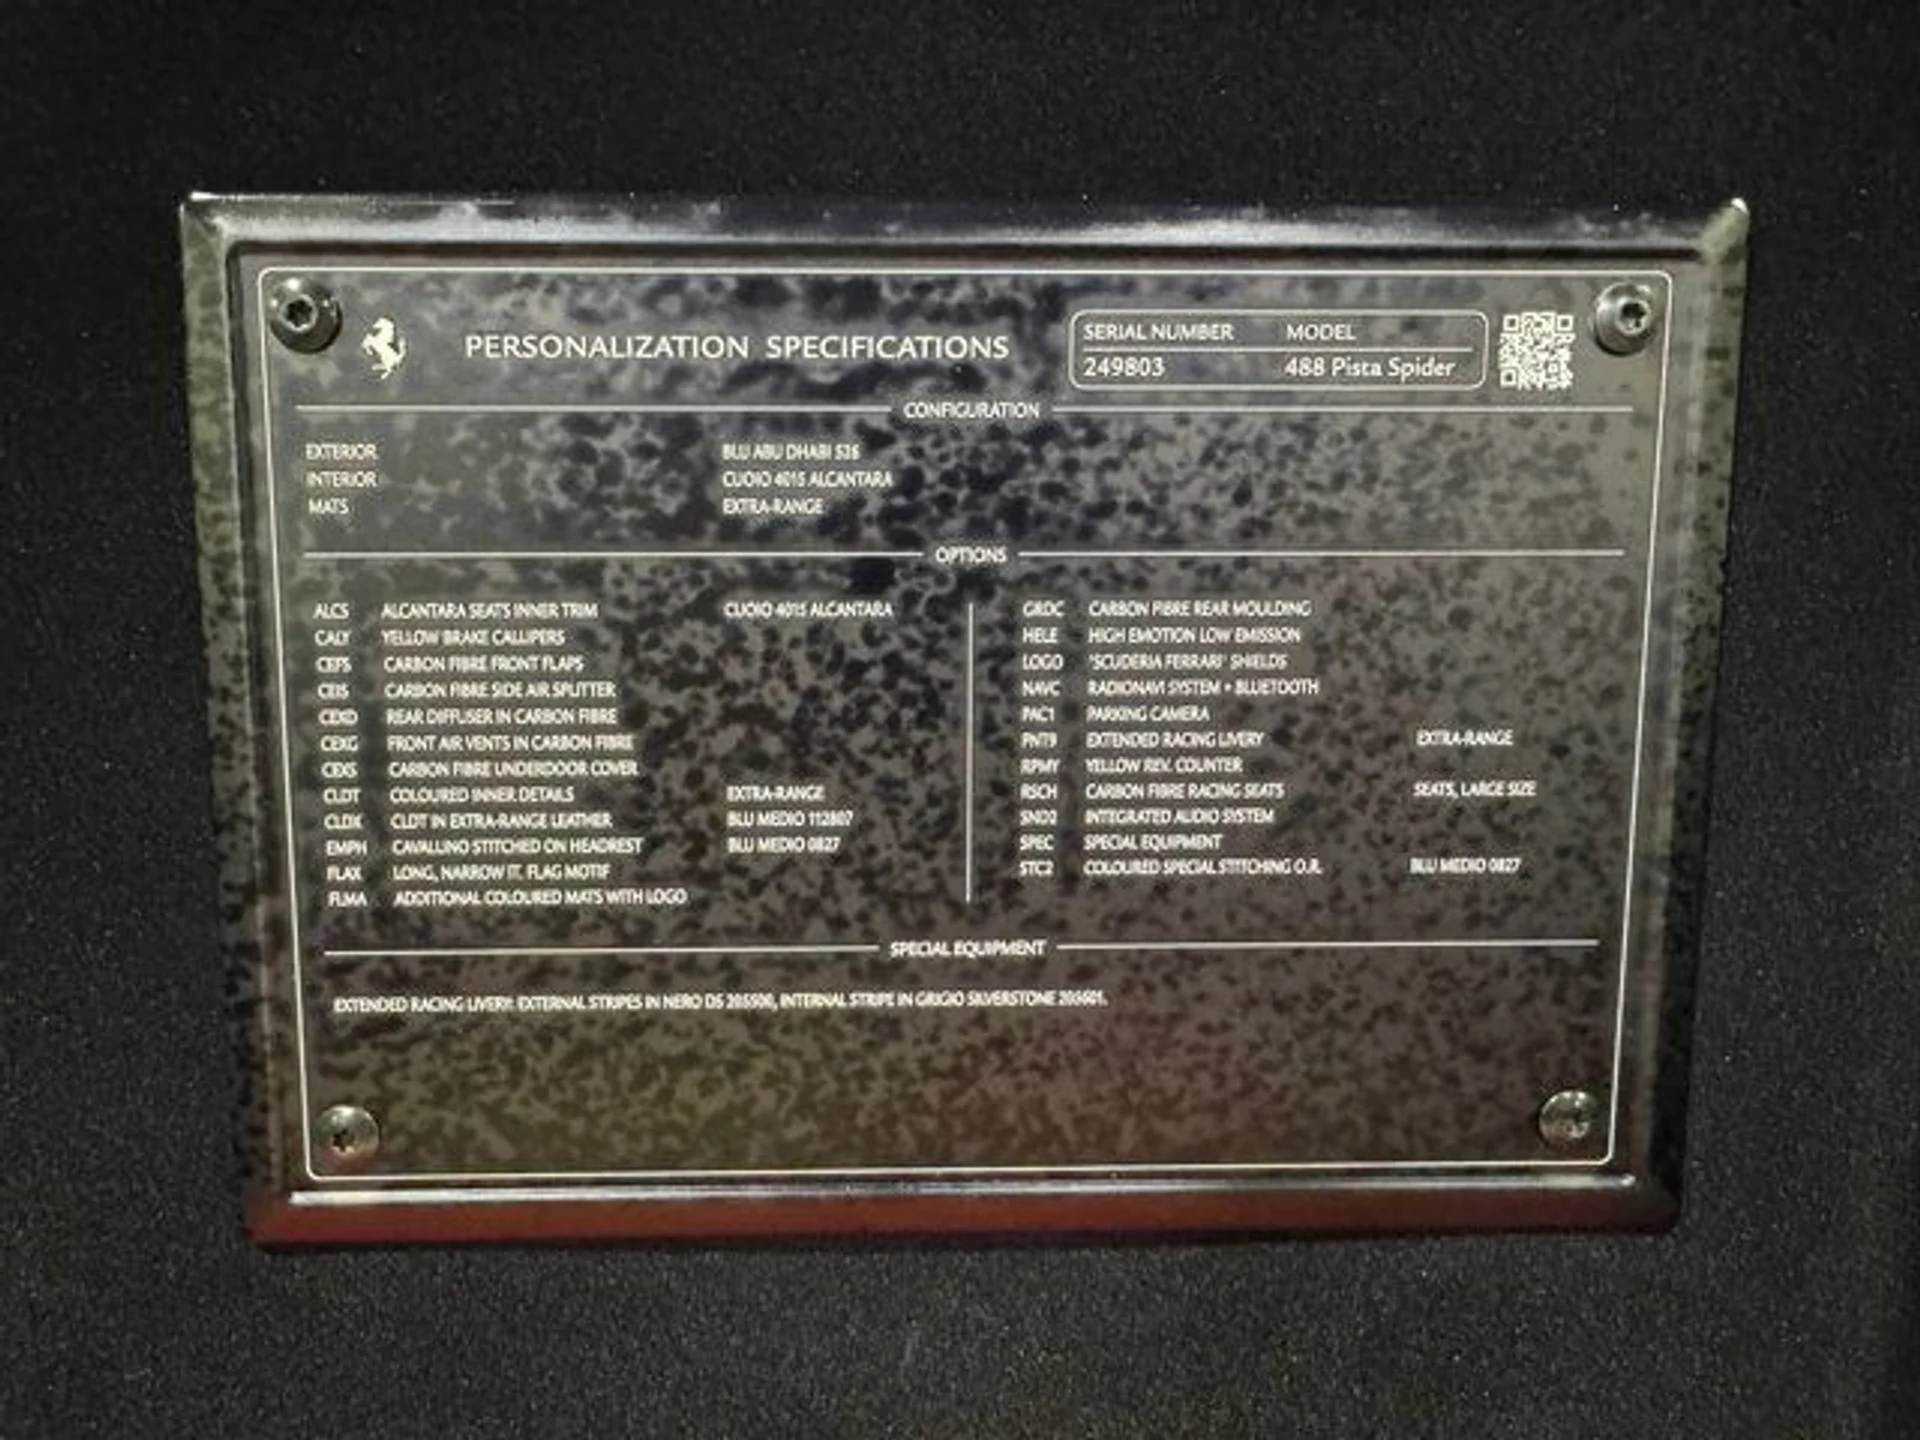 PERSONALIZATION SPECIFICATIONS
SERIAL NUMBER MODEL
249803 488 Pista Spider
CONFIGURATION
EXTERIOR BLU ABU DHABI 526
INTERIOR CUOIO 4015 ALCANTARA
MATS EXTRA-RANGE
OPTIONS
ALCS ALCANTARA SEATS INNER TRIM CUOIO 4015 ALCANTARA
CALY YELLOW BRAKE CALLIPERS
CEFS CARBON FIBRE FRONT FLAPS
CEIS CARBON FIBRE SIDE AIR SPLITTER
CEXD REAR DIFFUSER IN CARBON FIBRE
CEXG FRONT AIR VENTS IN CARBON FIBRE
CEXS CARBON FIBRE UNDERDOOR COVER
CLDT COLOURED INNER DETAILS EXTRA-RANGE
CLDX CLDT IN EXTRA-RANGE LEATHER BLU MEDIO 112807
EMPH CAVALLINO STITCHED ON HEADREST BLU MEDIO 0827
FLAX LONG, NARROW IT. FLAG MOTIF
FLMA ADDITIONAL COLOURED MATS WITH LOGO
GRDC CARBON FIBRE REAR MOULDING
HELE HIGH EMOTION LOW EMISSION
LOGO 'SCUDERIA FERRARI' SHIELDS
NAVC RADIONAVI SYSTEM + BLUETOOTH
PAC1 PARKING CAMERA
PNT9 EXTENDED RACING LIVERY EXTRA-RANGE
RPMY YELLOW REV. COUNTER
RSCH CARBON FIBRE RACING SEATS SEATS, LARGE SIZE
SND2 INTEGRATED AUDIO SYSTEM
SPEC SPECIAL EQUIPMENT
STC2 COLOURED SPECIAL STITCHING O.R. BLU MEDIO 0827
SPECIAL EQUIPMENT
EXTENDED RACING LIVERY: EXTERNAL STRIPES IN NERO DS 205500, INTERNAL STRIPE IN GRIGIO SILVERSTONE 205501.